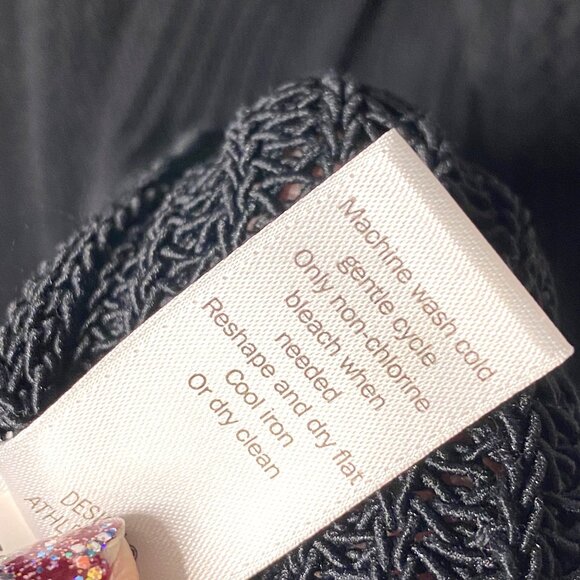 Machine wash cold
gentle cycle
Only non-chlorine
bleach when
needed
Reshape and dry flat
Cool iron
Or dry clean